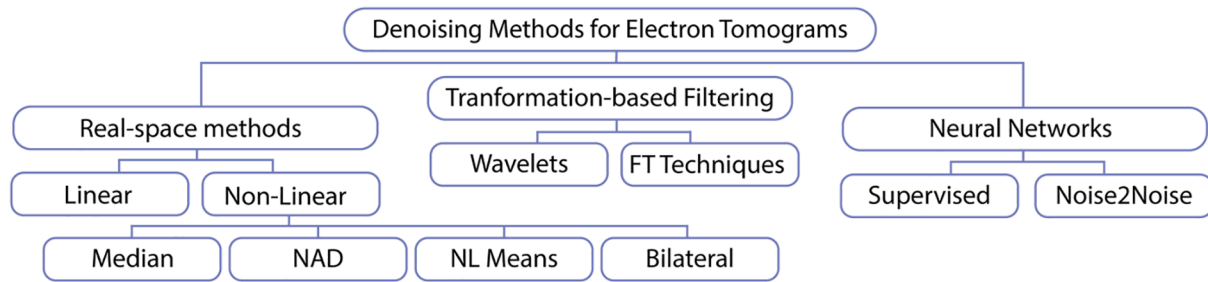 Denoising Methods for Electron Tomograms
Tranformation-based Filtering
Real-space methods
Neural Networks
Wavelets
FT Techniques
Linear
Non-Linear
Supervised
Noise2Noise
Median
NAD
NL Means
Bilateral